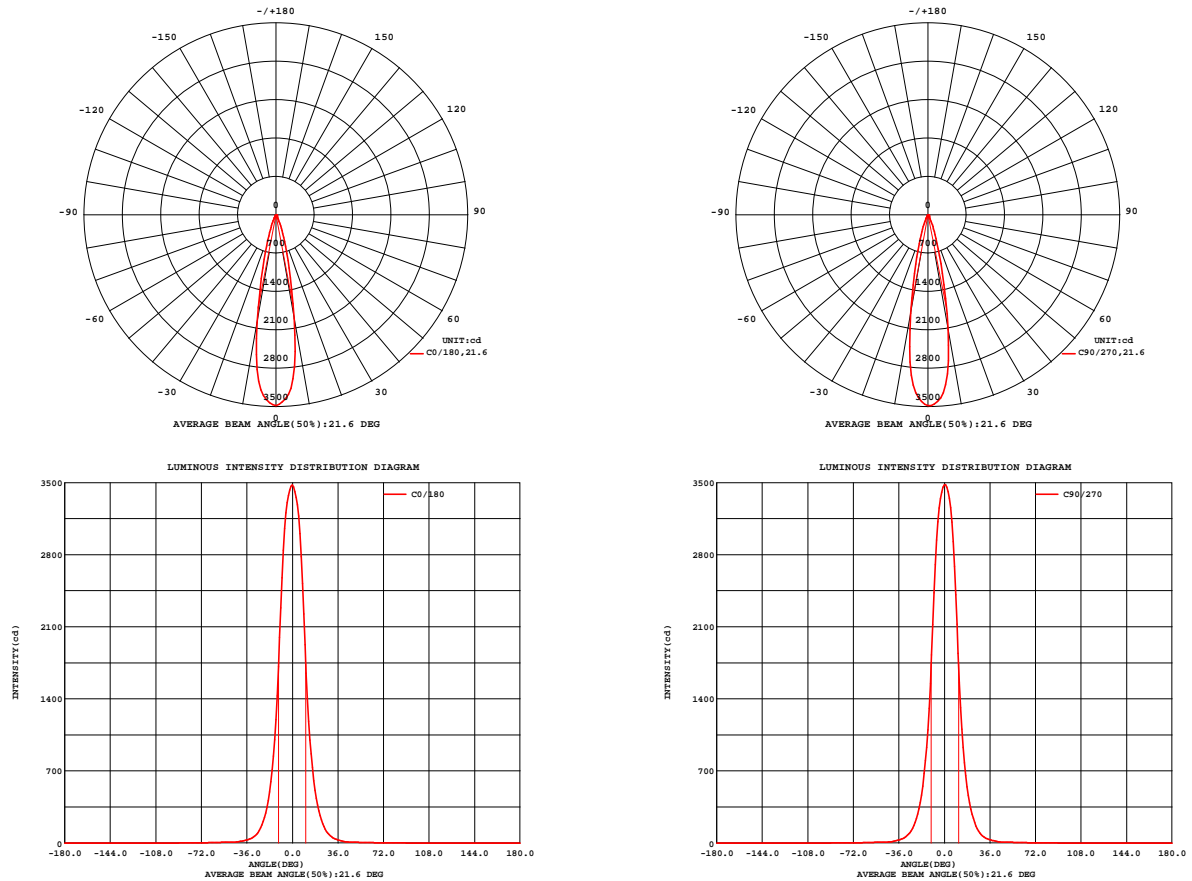 -/+180
-150
150
-120
120
-90
90
0
700
1400
2100
2800
3500
-60
60
-30
30
0
UNIT:cd
C0/180,21.6
AVERAGE BEAM ANGLE(50%):21.6 DEG
-/+180
-150
150
-120
120
-90
90
0
700
1400
2100
2800
3500
-60
60
-30
30
0
UNIT:cd
C90/270,21.6
AVERAGE BEAM ANGLE(50%):21.6 DEG
LUMINOUS INTENSITY DISTRIBUTION DIAGRAM
C0/180
INTENSITY(cd)
3500
2800
2100
1400
700
0
-180.0 -144.0 -108.0 -72.0 -36.0 0.0 36.0 72.0 108.0 144.0 180.0
ANGLE(DEG)
AVERAGE BEAM ANGLE(50%):21.6 DEG
LUMINOUS INTENSITY DISTRIBUTION DIAGRAM
C90/270
INTENSITY(cd)
3500
2800
2100
1400
700
0
-180.0 -144.0 -108.0 -72.0 -36.0 0.0 36.0 72.0 108.0 144.0 180.0
ANGLE(DEG)
AVERAGE BEAM ANGLE(50%):21.6 DEG